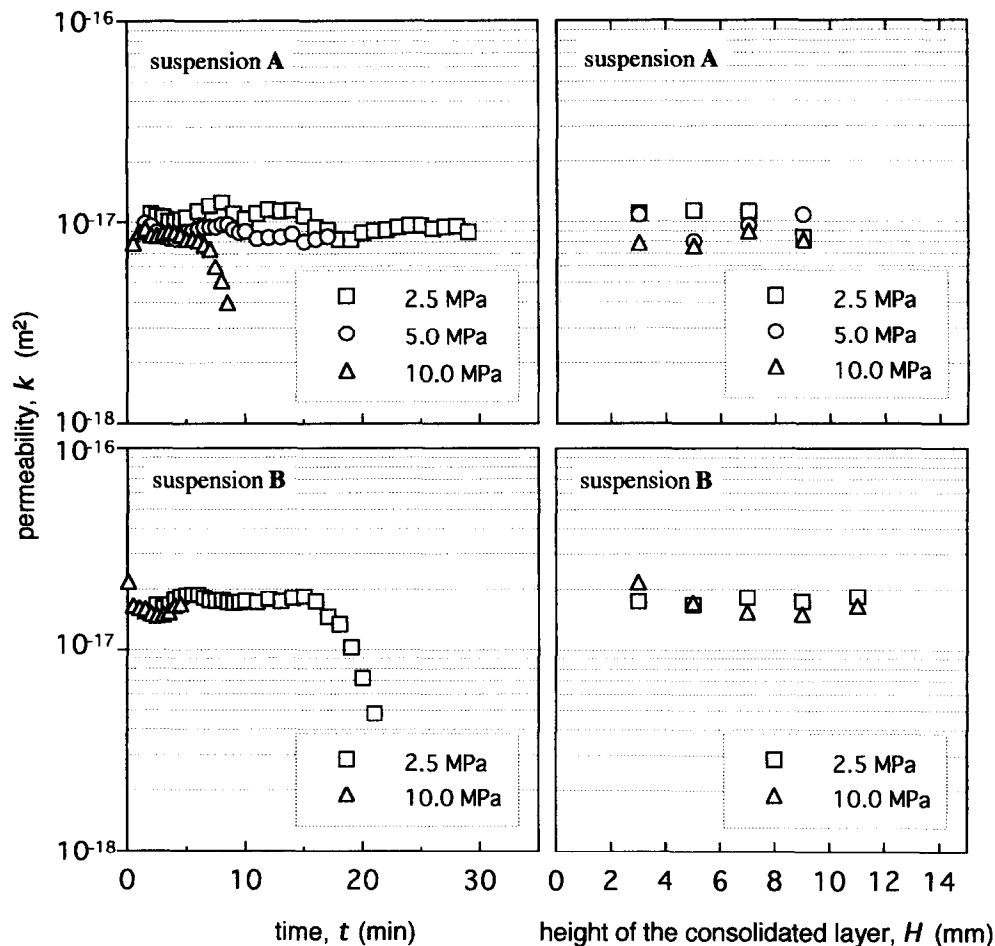 10⁻¹⁶
suspension A
suspension A
10⁻¹⁷
2.5 MPa
5.0 MPa
10.0 MPa
2.5 MPa
5.0 MPa
10.0 MPa
10⁻¹⁸
permeability, k (m²)
10⁻¹⁶
suspension B
suspension B
10⁻¹⁷
2.5 MPa
10.0 MPa
2.5 MPa
10.0 MPa
10⁻¹⁸
0 10 20 30
0 2 4 6 8 10 12 14
time, t (min)
height of the consolidated layer, H (mm)